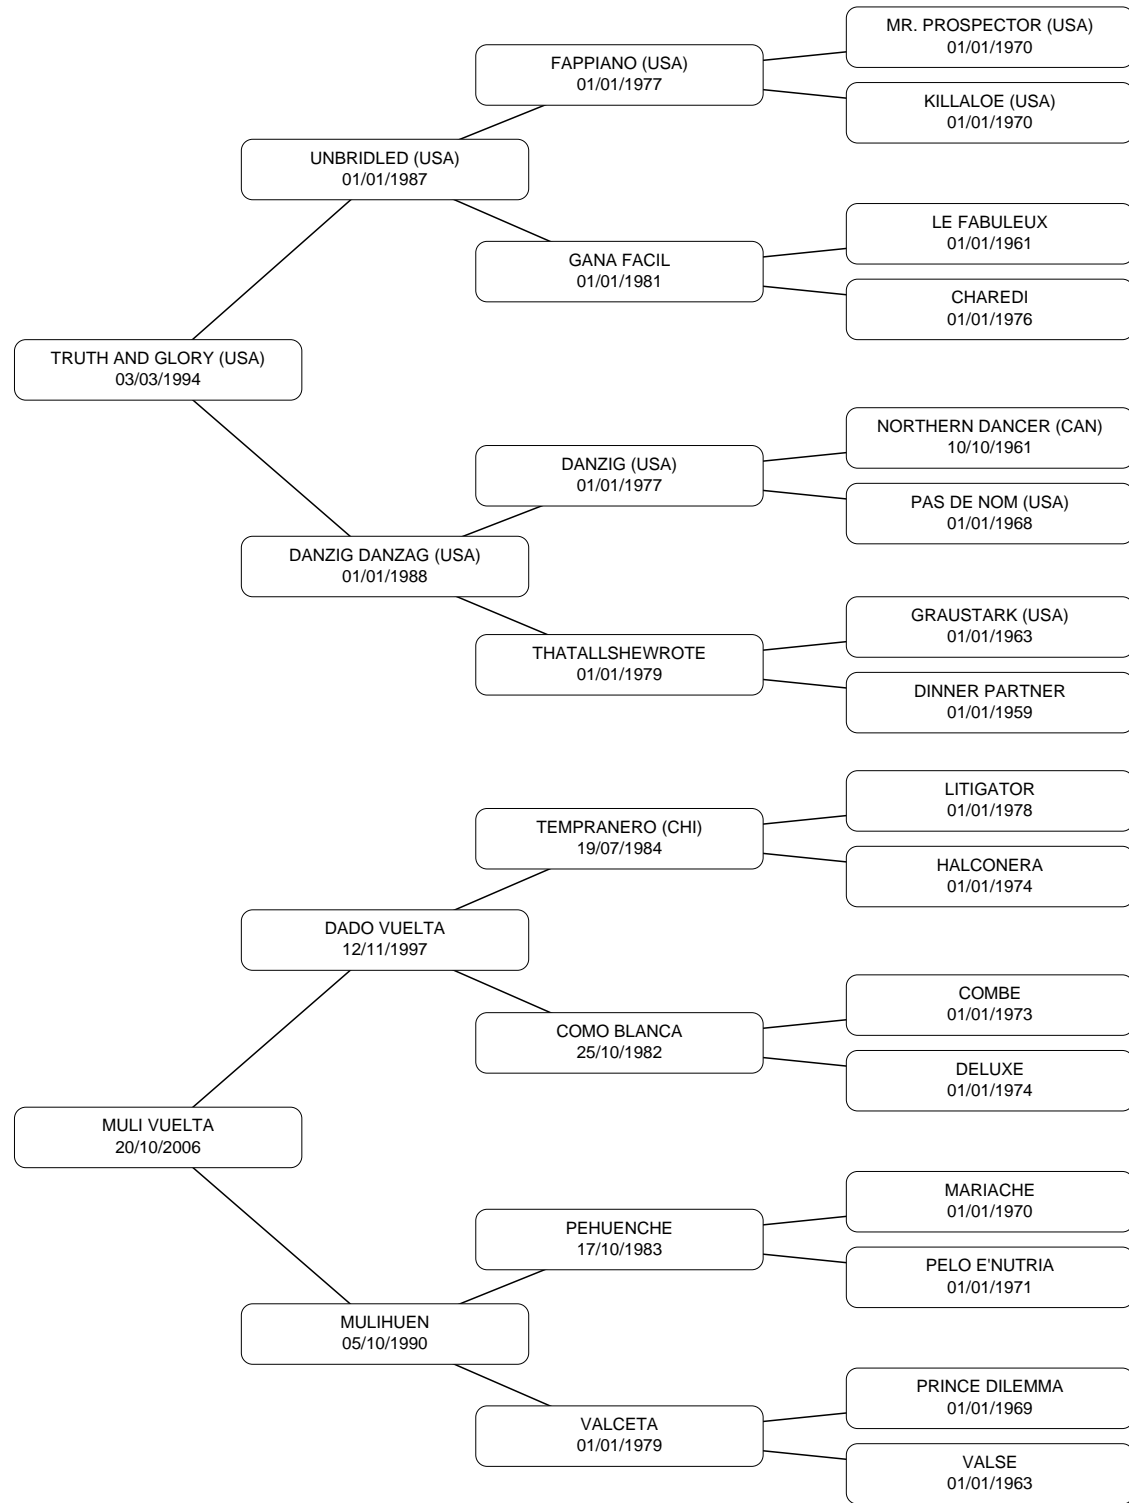 MR. PROSPECTOR (USA)
01/01/1970
FAPPIANO (USA)
01/01/1977
KILLALOE (USA)
01/01/1970
UNBRIDLED (USA)
01/01/1987
LE FABULEUX
01/01/1961
GANA FACIL
01/01/1981
CHAREDI
01/01/1976
TRUTH AND GLORY (USA)
03/03/1994
NORTHERN DANCER (CAN)
10/10/1961
DANZIG (USA)
01/01/1977
PAS DE NOM (USA)
01/01/1968
DANZIG DANZAG (USA)
01/01/1988
GRAUSTARK (USA)
01/01/1963
THATALLSHEWROTE
01/01/1979
DINNER PARTNER
01/01/1959
LITIGATOR
01/01/1978
TEMPRANERO (CHI)
19/07/1984
HALCONERA
01/01/1974
DADO VUELTA
12/11/1997
COMBE
01/01/1973
COMO BLANCA
25/10/1982
DELUXE
01/01/1974
MULI VUELTA
20/10/2006
MARIACHE
01/01/1970
PEHUENCHE
17/10/1983
PELO E'NUTRIA
01/01/1971
MULIHUEN
05/10/1990
PRINCE DILEMMA
01/01/1969
VALCETA
01/01/1979
VALSE
01/01/1963